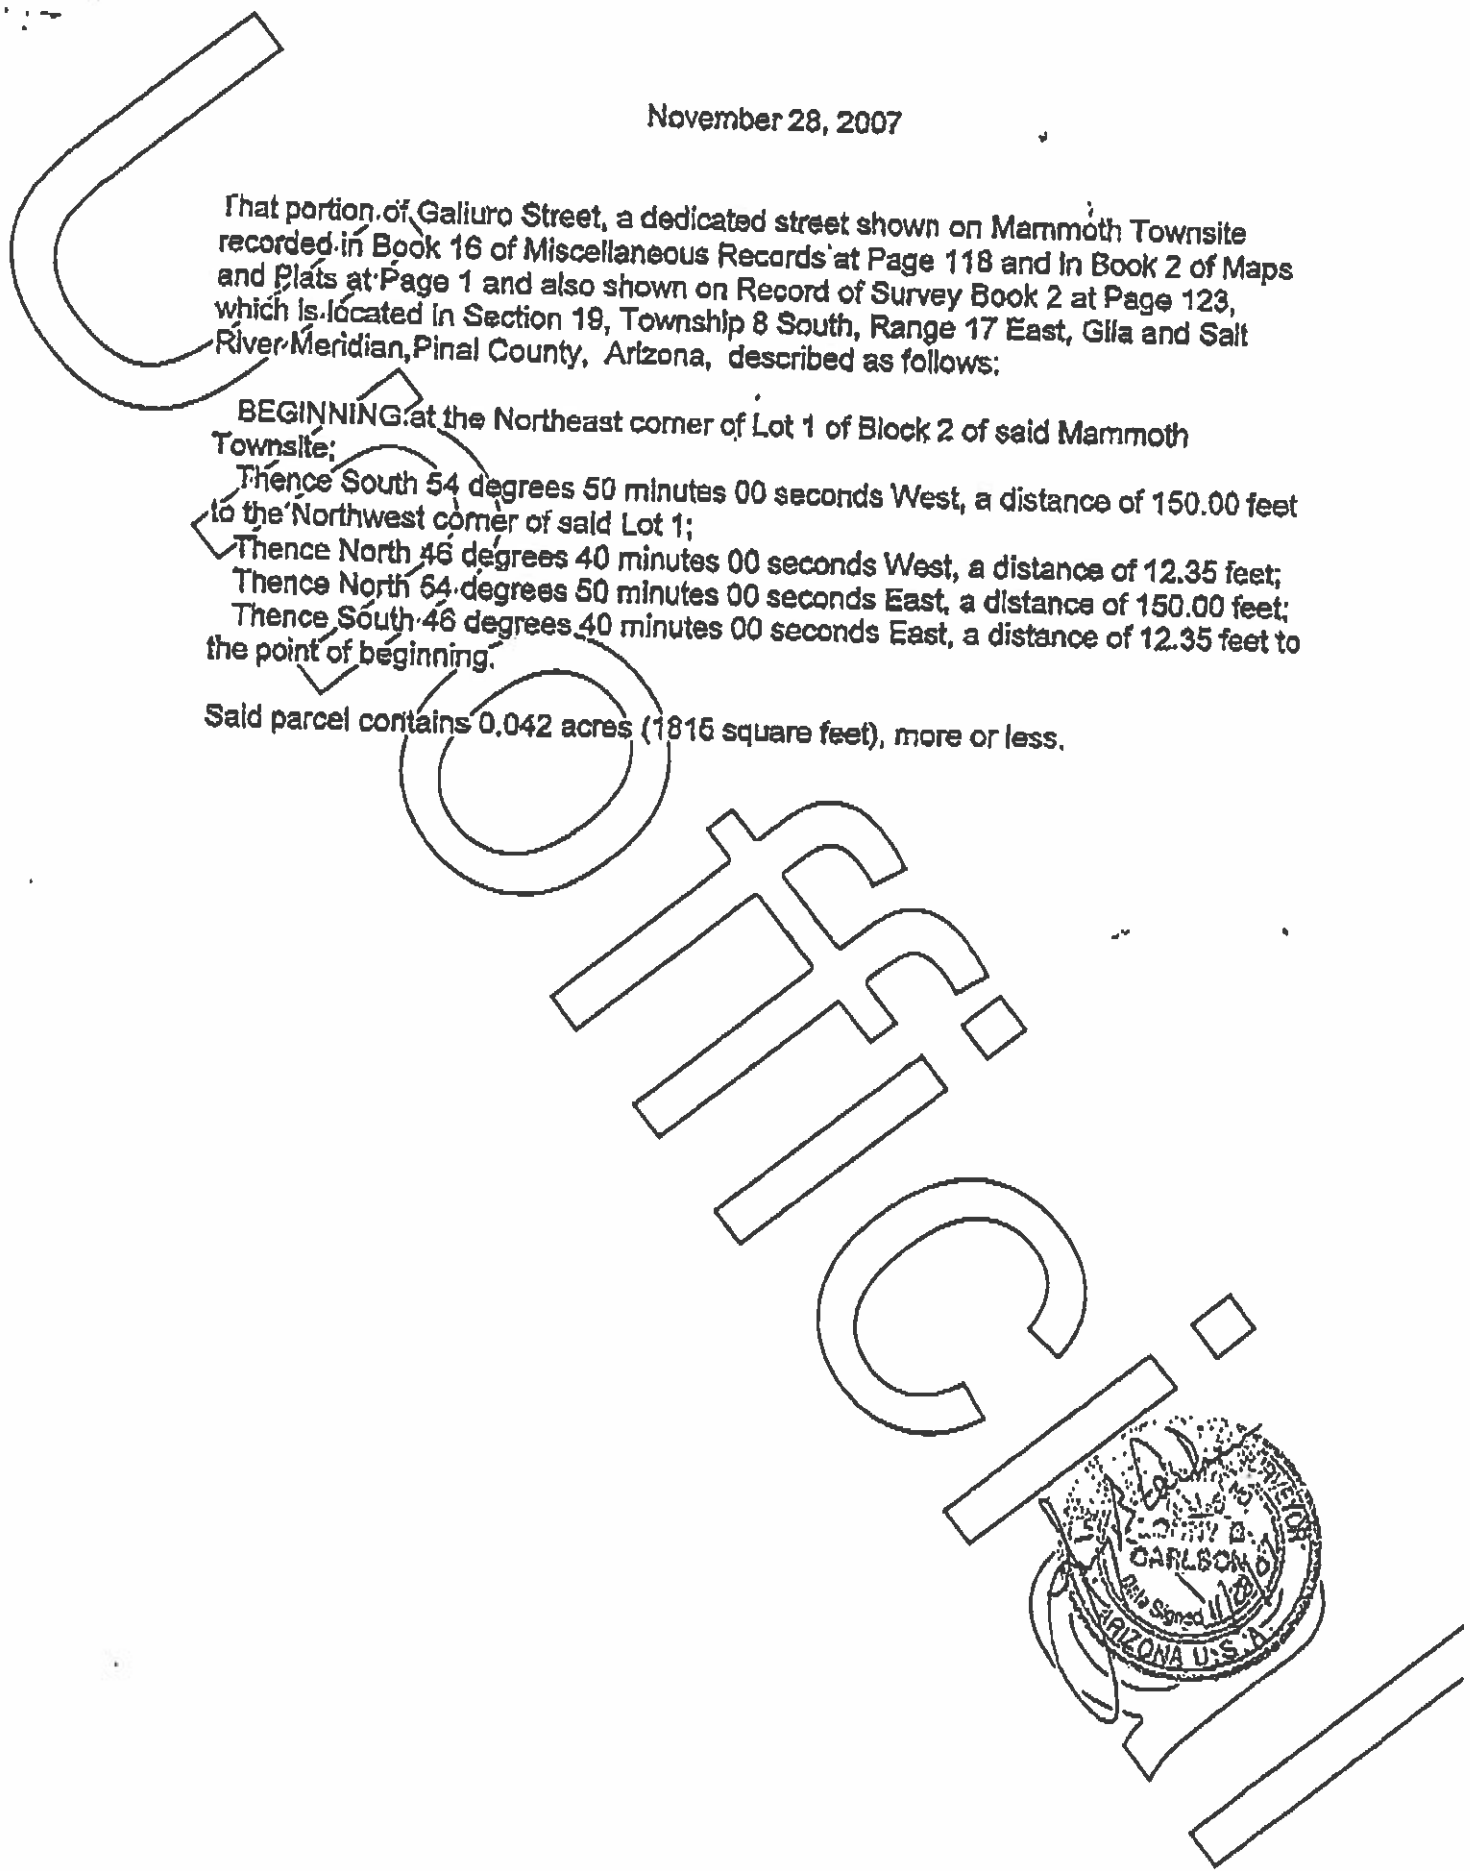 November 28, 2007
That portion of Galiuro Street, a dedicated street shown on Mammoth Townsite
recorded in Book 16 of Miscellaneous Records at Page 118 and in Book 2 of Maps
and Plats at Page 1 and also shown on Record of Survey Book 2 at Page 123,
which is located in Section 19, Township 8 South, Range 17 East, Gila and Salt
River Meridian, Pinal County, Arizona, described as follows:
BEGINNING at the Northeast corner of Lot 1 of Block 2 of said Mammoth
Townsite;
Thence South 54 degrees 50 minutes 00 seconds West, a distance of 150.00 feet
to the Northwest corner of said Lot 1;
Thence North 46 degrees 40 minutes 00 seconds West, a distance of 12.35 feet;
Thence North 54 degrees 50 minutes 00 seconds East, a distance of 150.00 feet;
Thence South 46 degrees 40 minutes 00 seconds East, a distance of 12.35 feet to
the point of beginning.
Said parcel contains 0.042 acres (1815 square feet), more or less.
Unofficial
SURVEYOR
CARLSON
Date Signed 11/28/07
ARIZONA U.S.A.